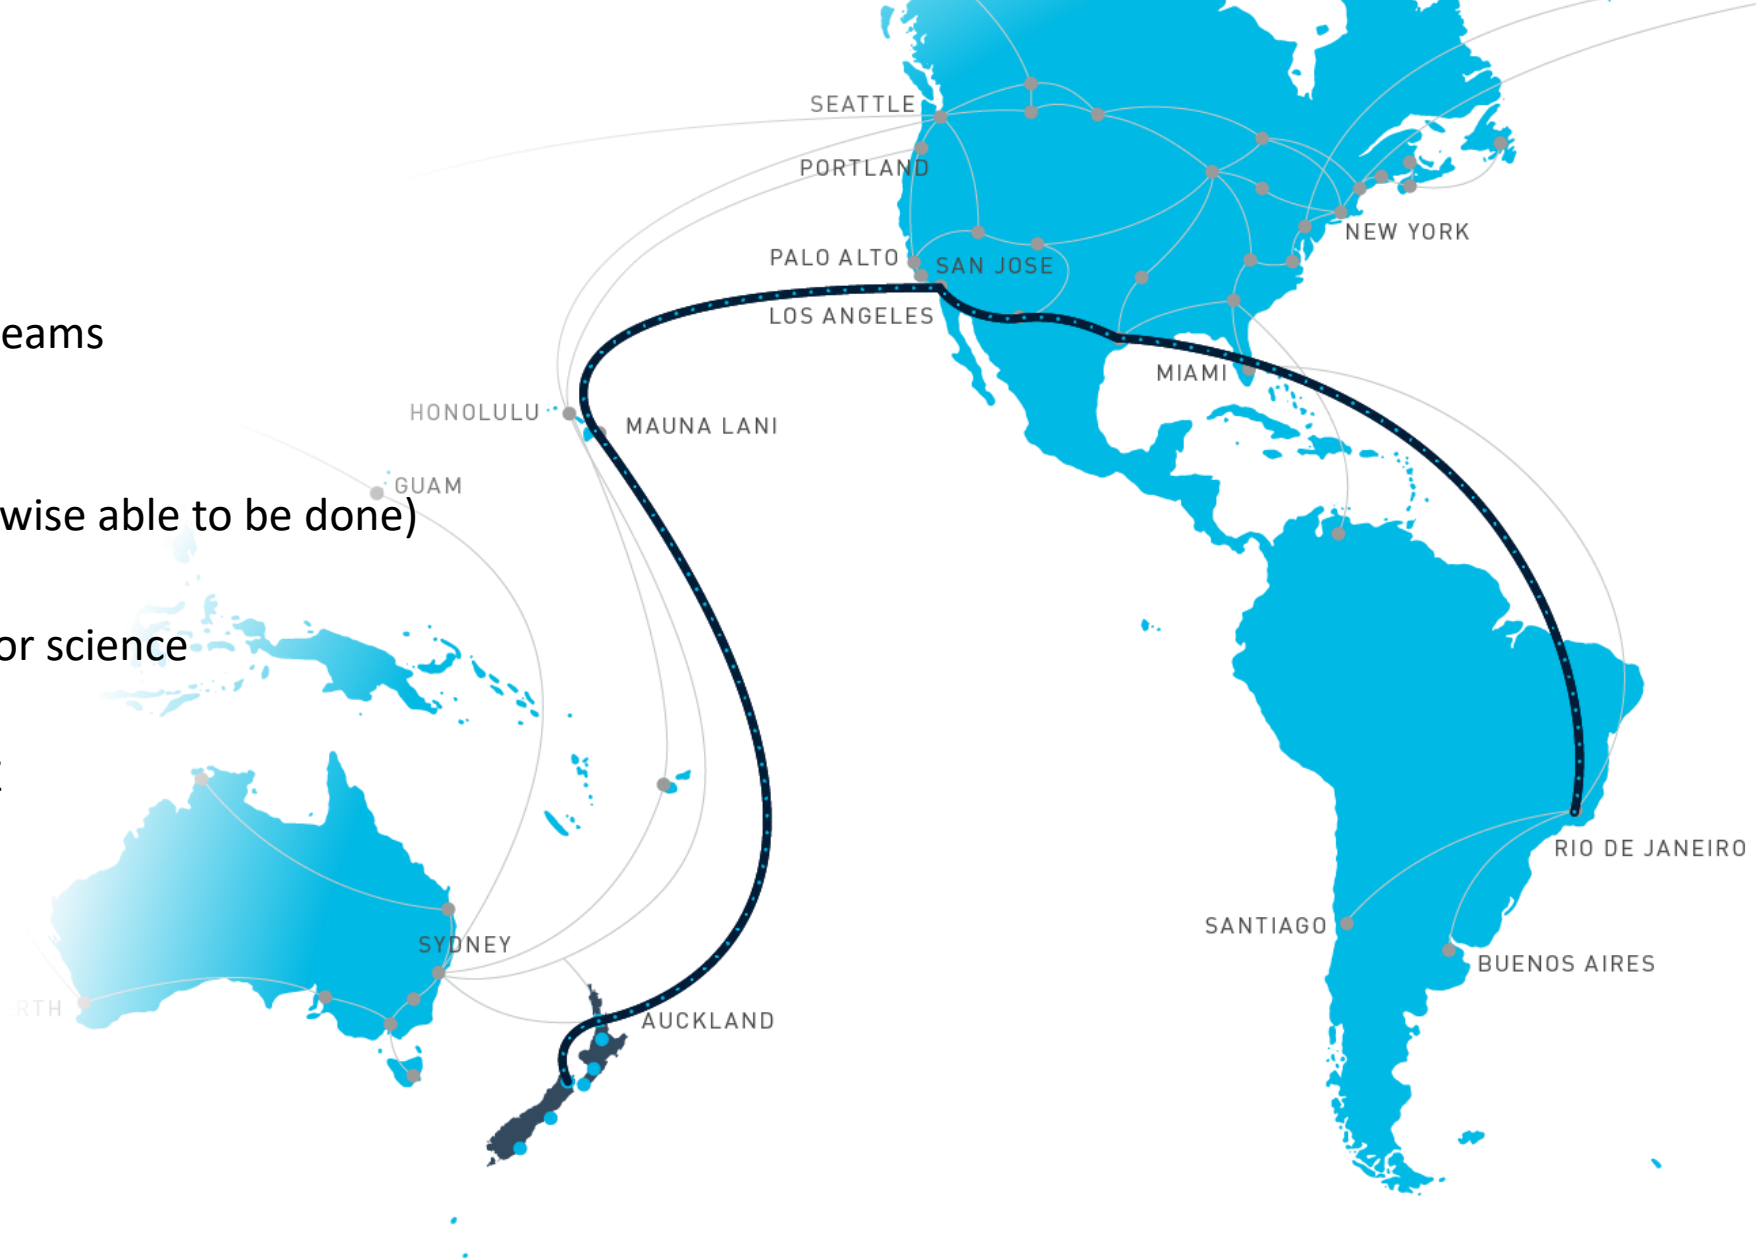 SEATTLE
PORTLAND
NEW YORK
PALO ALTO
SAN JOSE
LOS ANGELES
eams
MIAMI
HONOLULU
MAUNA LANI
GUAM
wise able to be done)
or science
RIO DE JANEIRO
SANTIAGO
SYDNEY
BUENOS AIRES
RTH
AUCKLAND